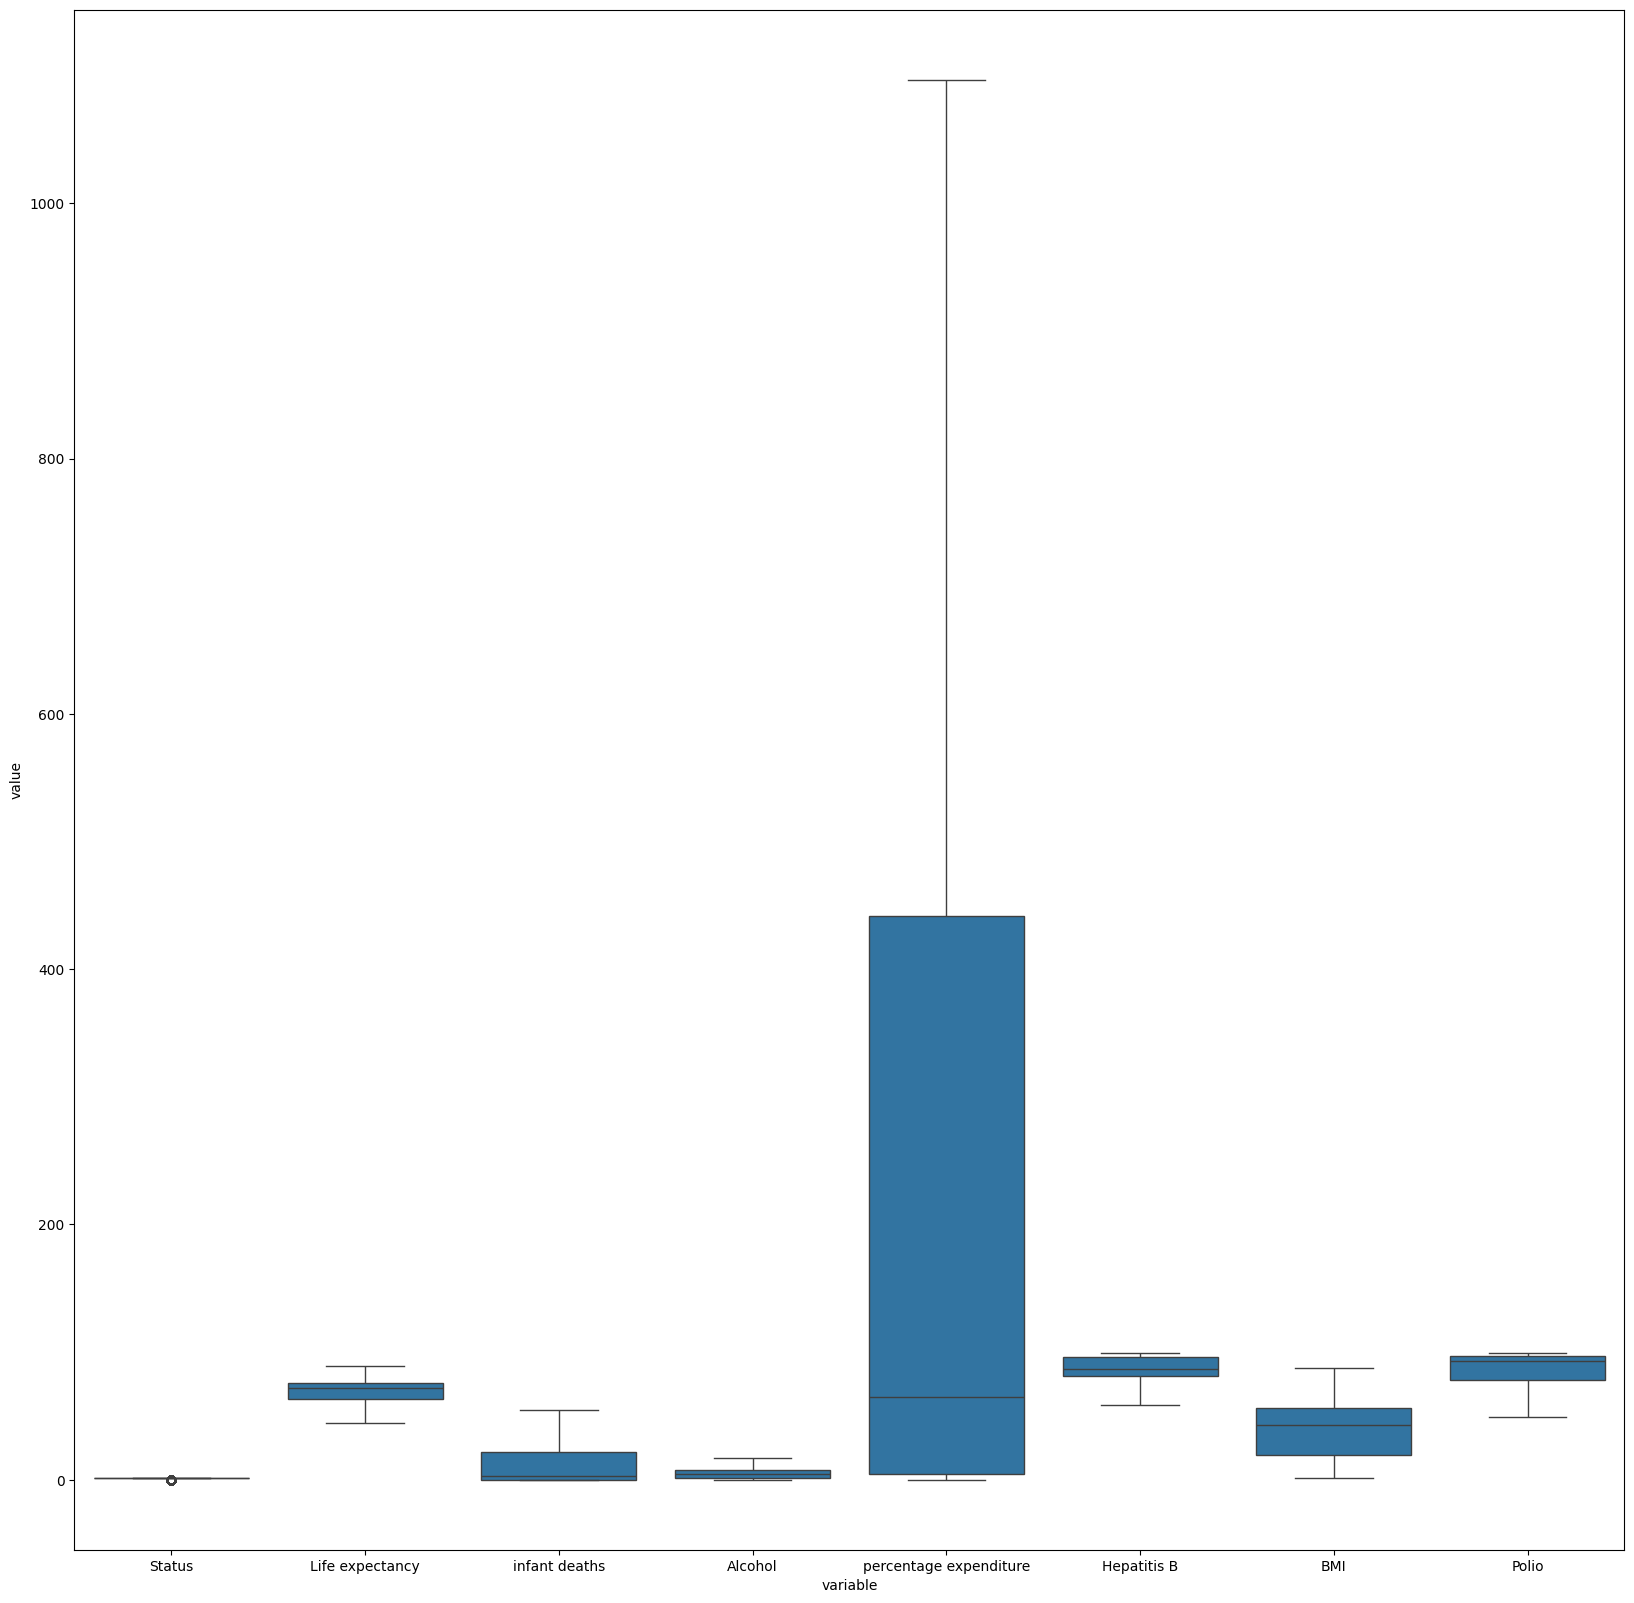 1000
800
600
400
200
0
value
Status Life expectancy infant deaths Alcohol percentage expenditure Hepatitis B BMI Polio
variable